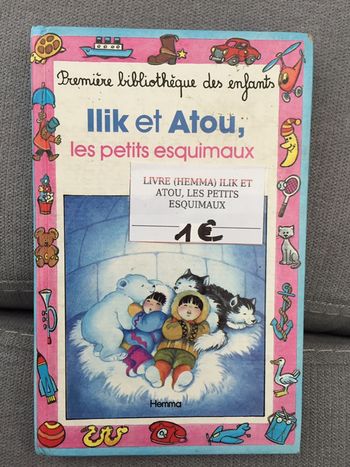 Première bibliothèque des enfants
Ilik et Atou,
les petits esquimaux
LIVRE (HEMMA) ILIK ET
ATOU, LES PETITS
ESQUIMAUX
1€
Hemma